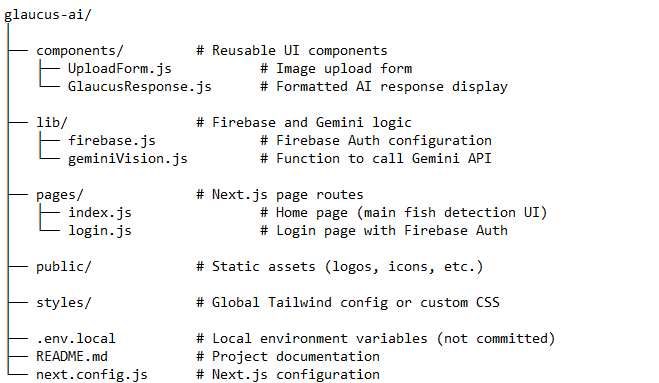 glaucus-ai/
│
├── components/         # Reusable UI components
│   ├── UploadForm.js           # Image upload form
│   └── GlaucusResponse.js      # Formatted AI response display
│
├── lib/                # Firebase and Gemini logic
│   ├── firebase.js             # Firebase Auth configuration
│   └── geminiVision.js         # Function to call Gemini API
│
├── pages/              # Next.js page routes
│   ├── index.js                # Home page (main fish detection UI)
│   └── login.js                # Login page with Firebase Auth
│
├── public/             # Static assets (logos, icons, etc.)
│
├── styles/             # Global Tailwind config or custom CSS
│
├── .env.local          # Local environment variables (not committed)
├── README.md           # Project documentation
└── next.config.js      # Next.js configuration